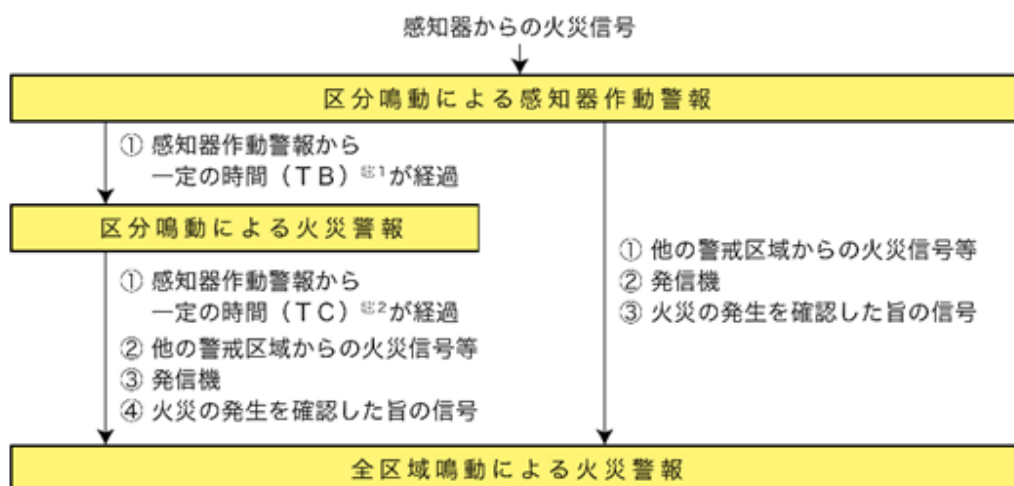 感知器からの火災信号
区分鳴動による感知器作動警報
① 感知器作動警報から
一定の時間（TB）注1が経過
区分鳴動による火災警報
① 感知器作動警報から
一定の時間（TC）注2が経過
② 他の警戒区域からの火災信号等
③ 発信機
④ 火災の発生を確認した旨の信号
① 他の警戒区域からの火災信号等
② 発信機
③ 火災の発生を確認した旨の信号
全区域鳴動による火災警報